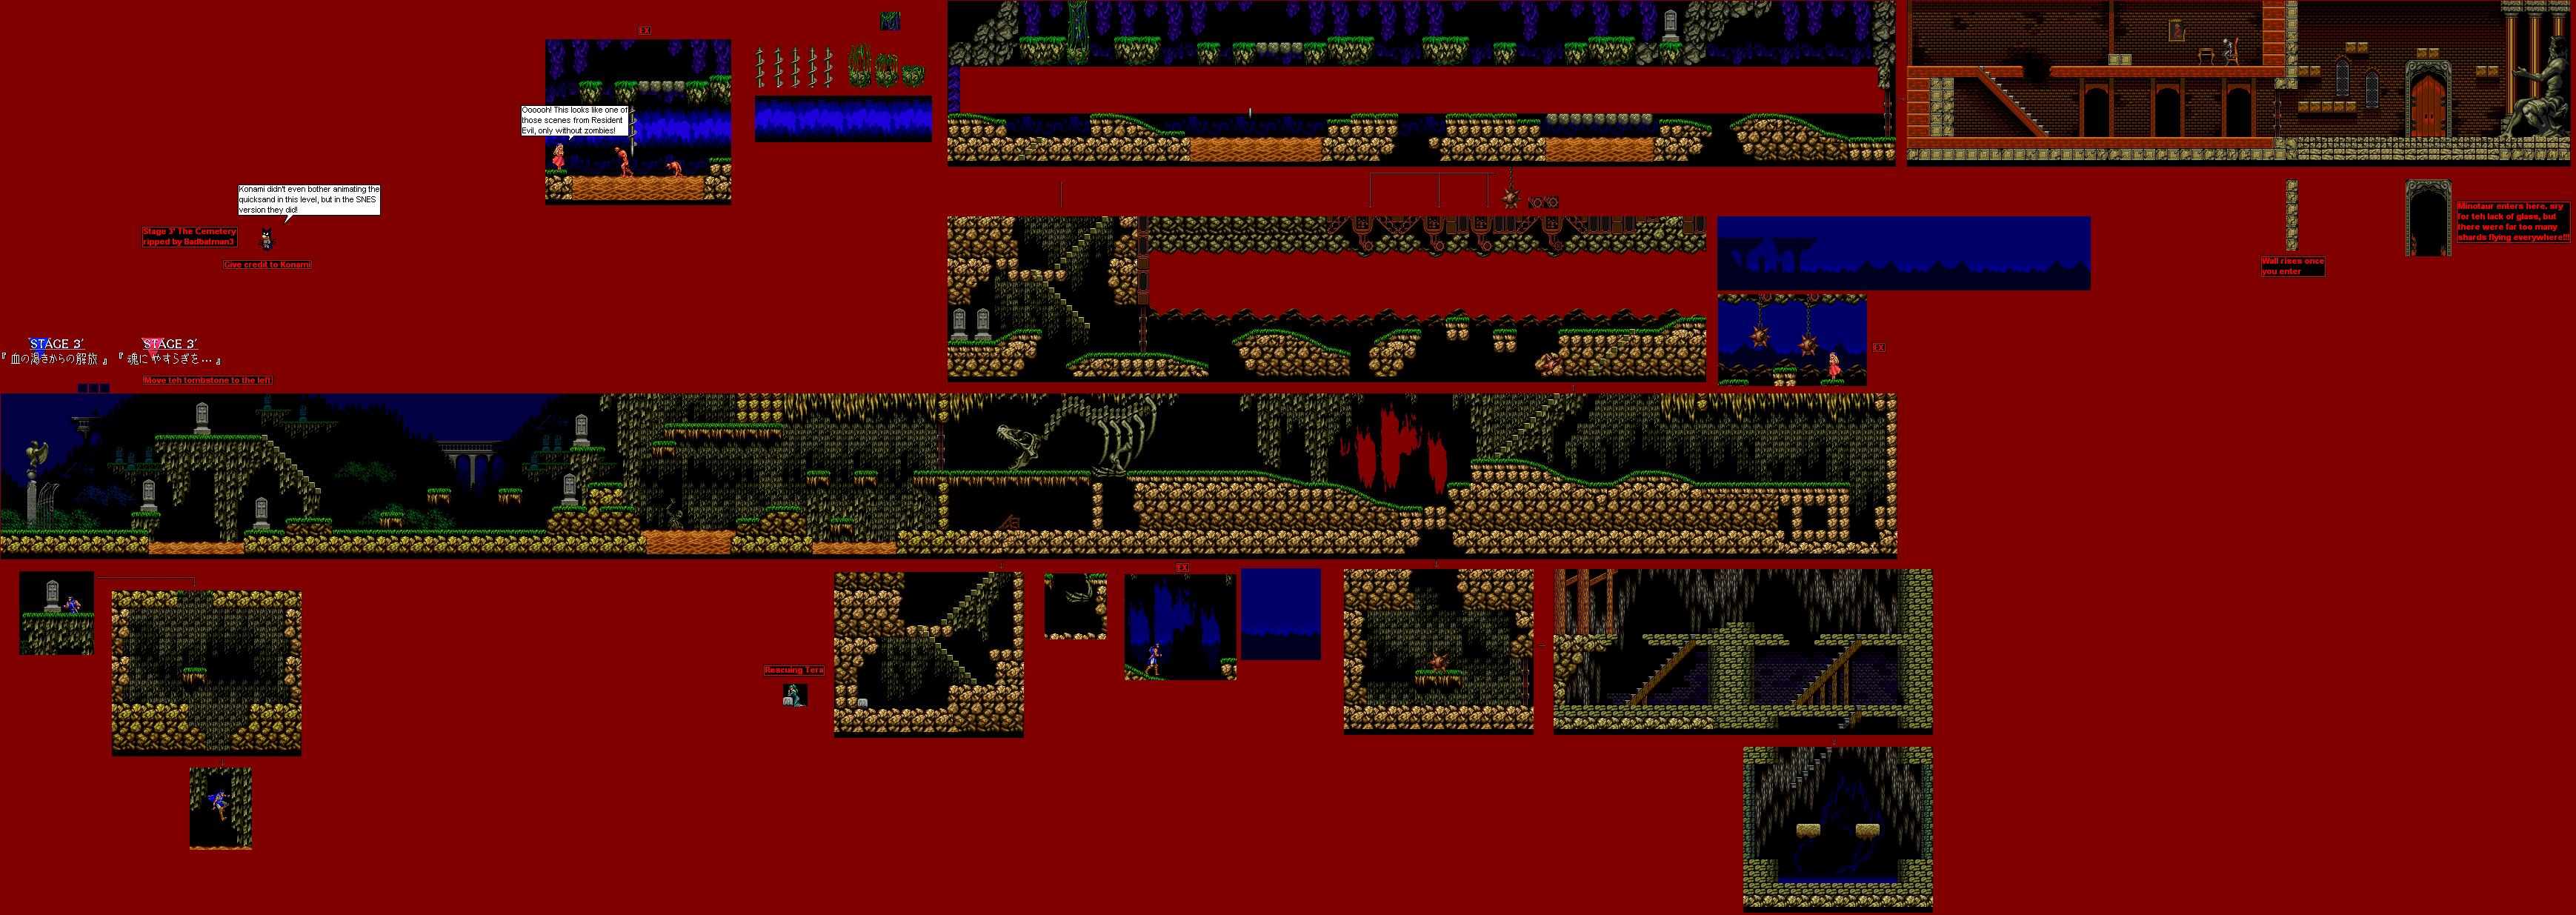 EX
Oooooh! This looks like one of
those scenes from Resident
Evil, only without zombies!
Konami didn't even bother animating the
quicksand in this level, but in the SNES
version they did!
Stage 3' The Cemetery
ripped by Badbatman3
Give credit to Konami
Minotaur enters here, sry
for teh lack of glass, but
there were far too many
shards flying everywhere!!!
Wall rises once
you enter
EX
STAGE 3'
『血の渇きからの解放』
STAGE 3'
『魂にやすらぎを…』
Move teh tombstone to the left
EX
Rescuing Tera